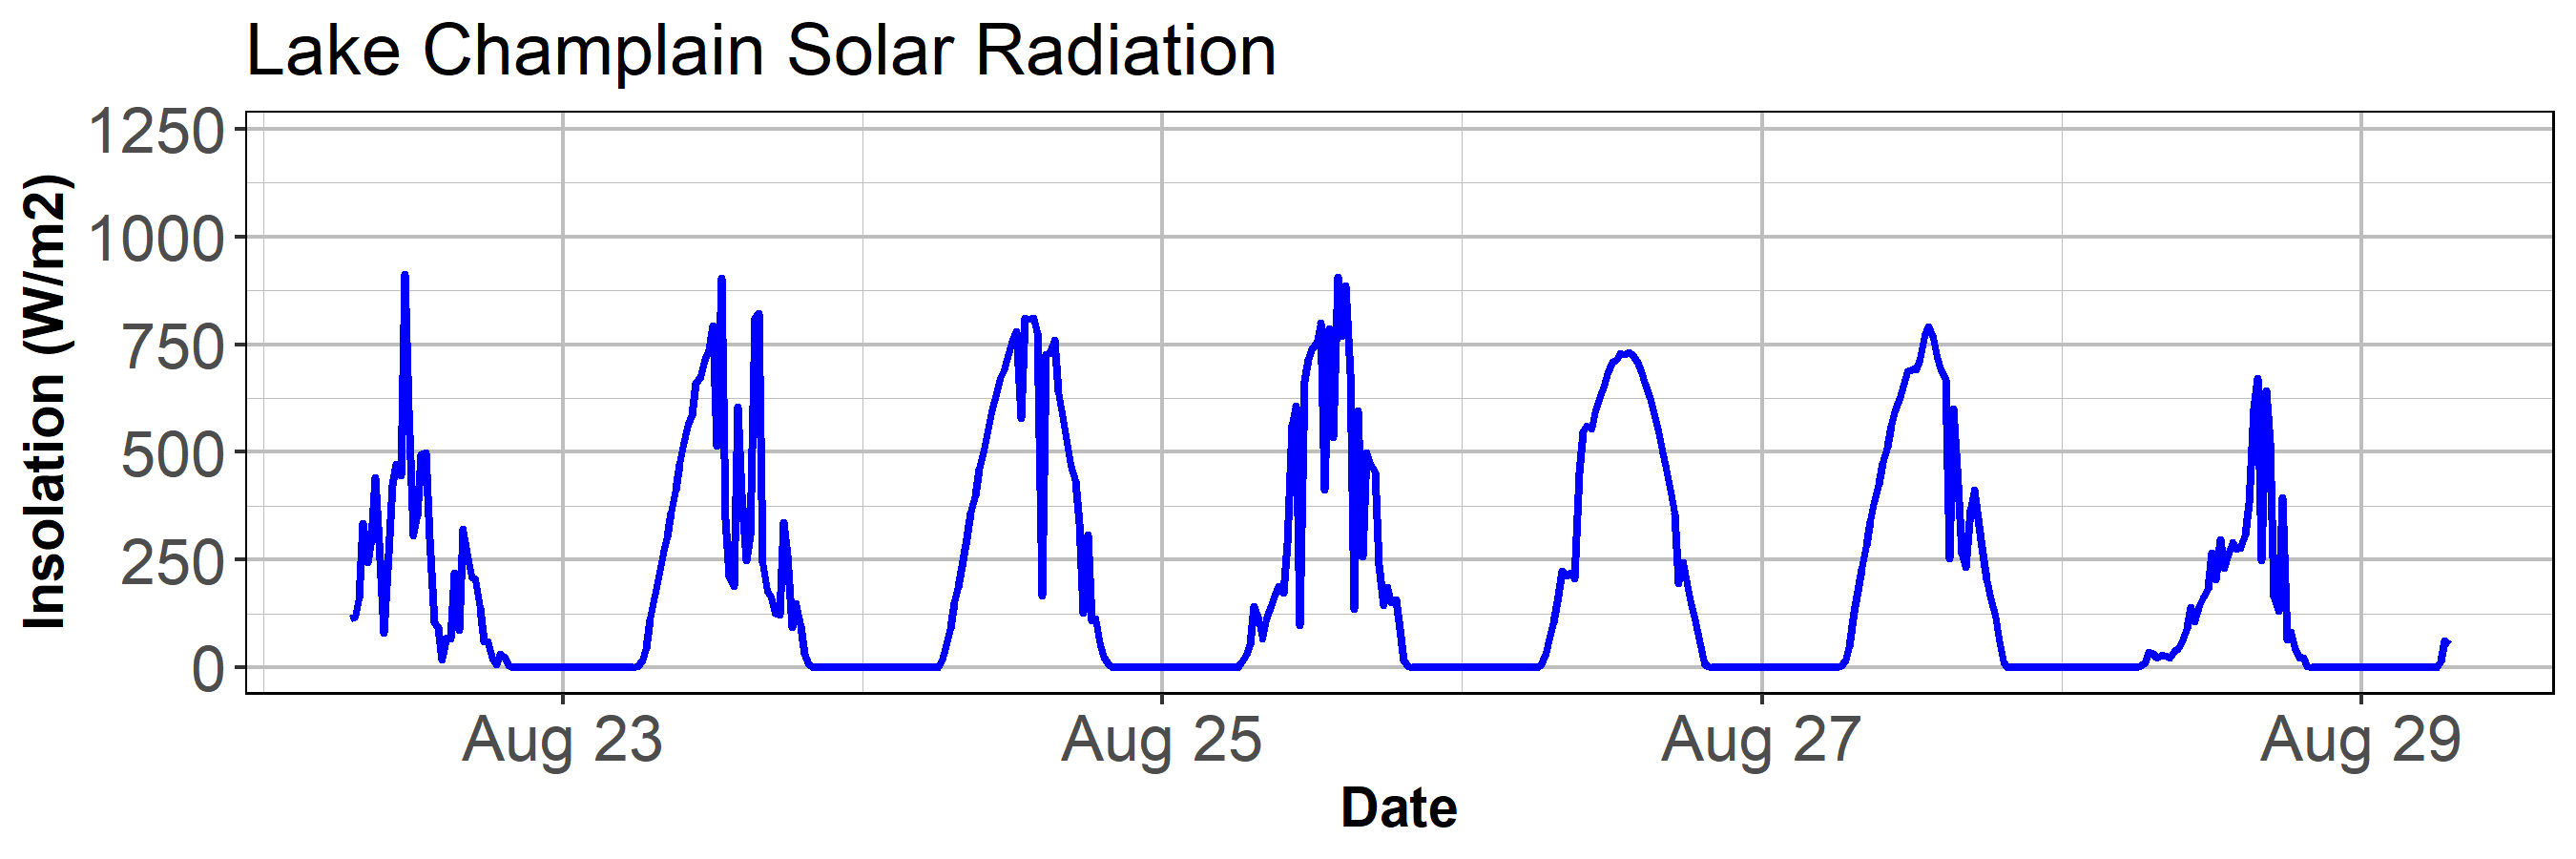 Lake Champlain Solar Radiation
Insolation (W/m2)
1250
1000
750
500
250
0
Aug 23 Aug 25 Aug 27 Aug 29
Date